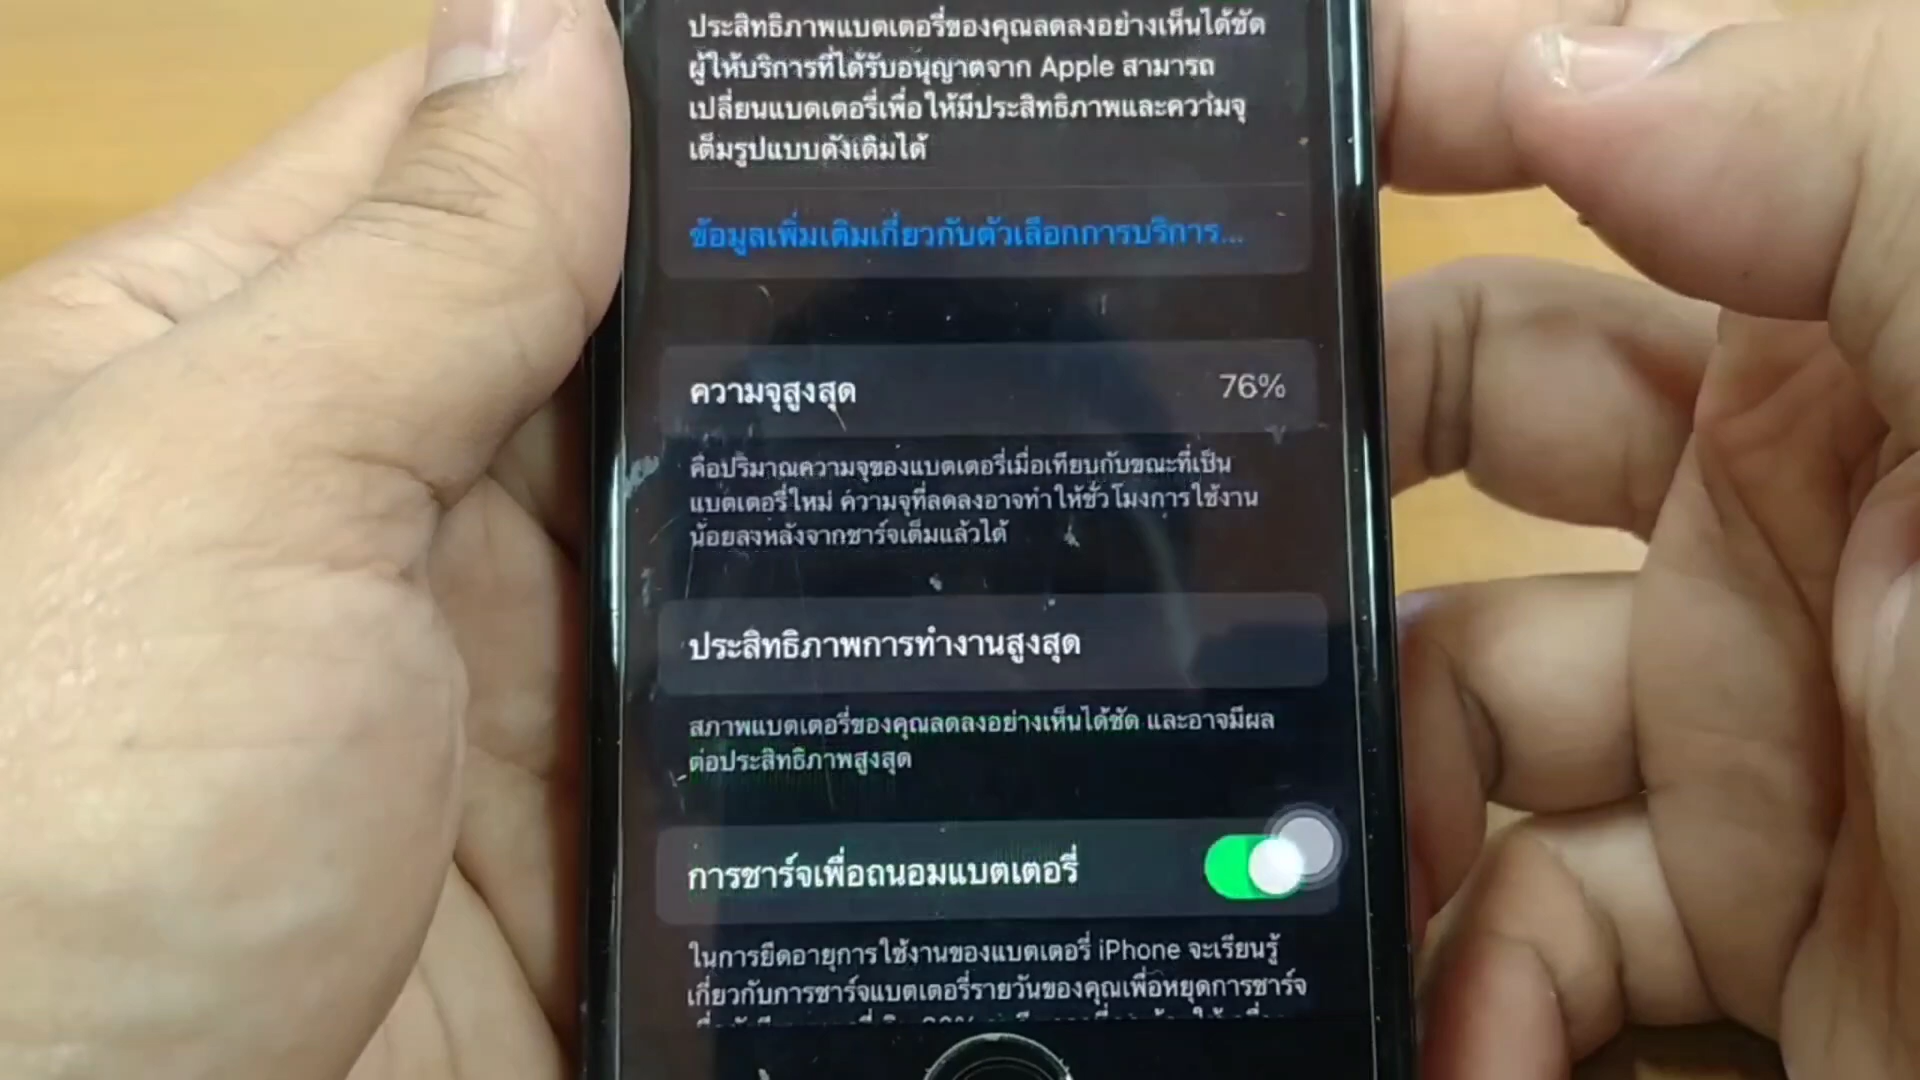 ประสิทธิภาพแบตเตอรี่ของคุณลดลงอย่างเห็นได้ชัด
ผู้ให้บริการที่ได้รับอนุญาตจาก Apple สามารถ
เปลี่ยนแบตเตอรี่เพื่อให้มีประสิทธิภาพและความจุ
เต็มรูปแบบดังเดิมได้
ข้อมูลเพิ่มเติมเกี่ยวกับตัวเลือกการบริการ...
ความจุสูงสุด 76%
คือปริมาณความจุของแบตเตอรี่เมื่อเทียบกับขณะที่เป็น
แบตเตอรี่ใหม่ ความจุที่ลดลงอาจทำให้ชั่วโมงการใช้งาน
น้อยลงหลังจากชาร์จเต็มแล้วได้
ประสิทธิภาพการทำงานสูงสุด
สภาพแบตเตอรี่ของคุณลดลงอย่างเห็นได้ชัด และอาจมีผล
ต่อประสิทธิภาพสูงสุด
การชาร์จเพื่อถนอมแบตเตอรี่
ในการยืดอายุการใช้งานของแบตเตอรี่ iPhone จะเรียนรู้
เกี่ยวกับการชาร์จแบตเตอรี่รายวันของคุณเพื่อหยุดการชาร์จ